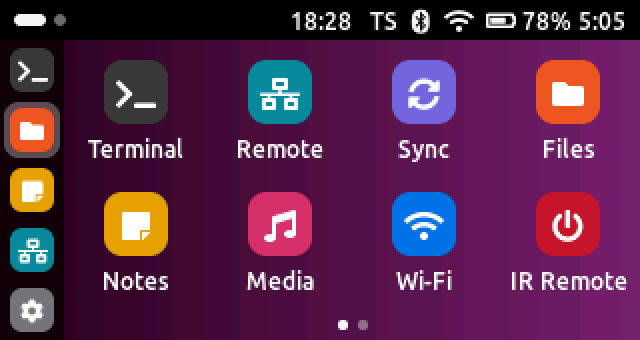 18:28 TS 78% 5:05
Terminal Remote Sync Files
Notes Media Wi-Fi IR Remote